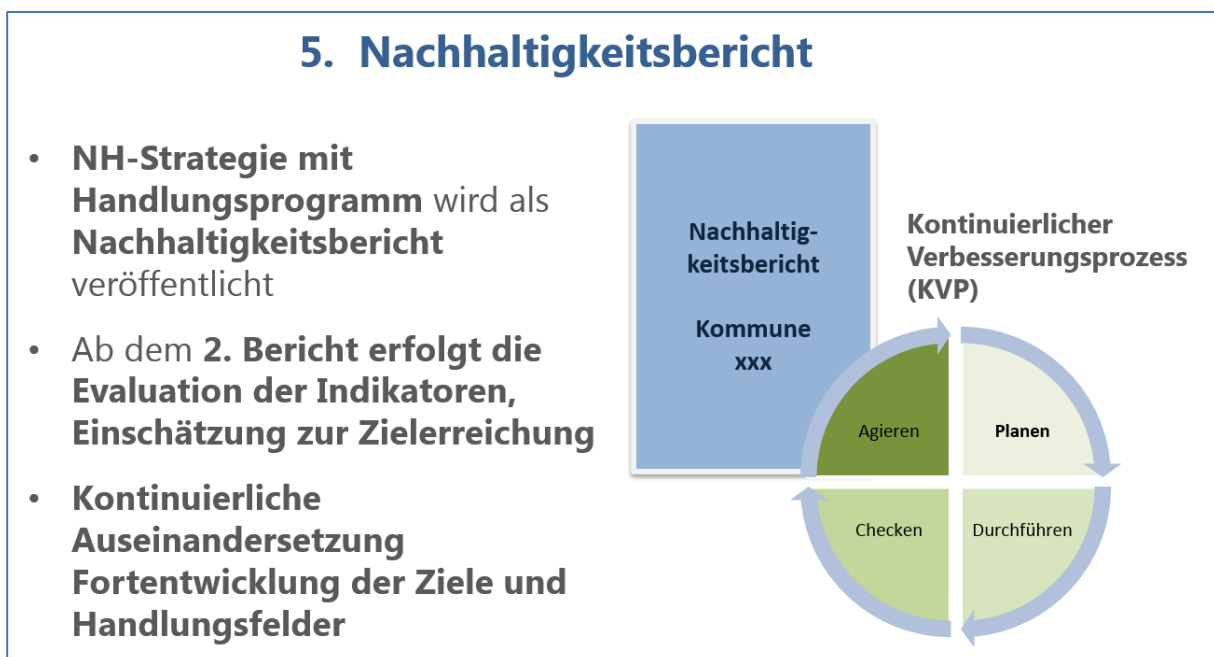 5. Nachhaltigkeitsbericht
• NH-Strategie mit
Handlungsprogramm wird als
Nachhaltigkeitsbericht
veröffentlicht
• Ab dem 2. Bericht erfolgt die
Evaluation der Indikatoren,
Einschätzung zur Zielerreichung
• Kontinuierliche
Auseinandersetzung
Fortentwicklung der Ziele und
Handlungsfelder
Nachhaltig-
keitsbericht
Kommune
xxx
Kontinuierlicher
Verbesserungsprozess
(KVP)
Agieren
Planen
Checken
Durchführen